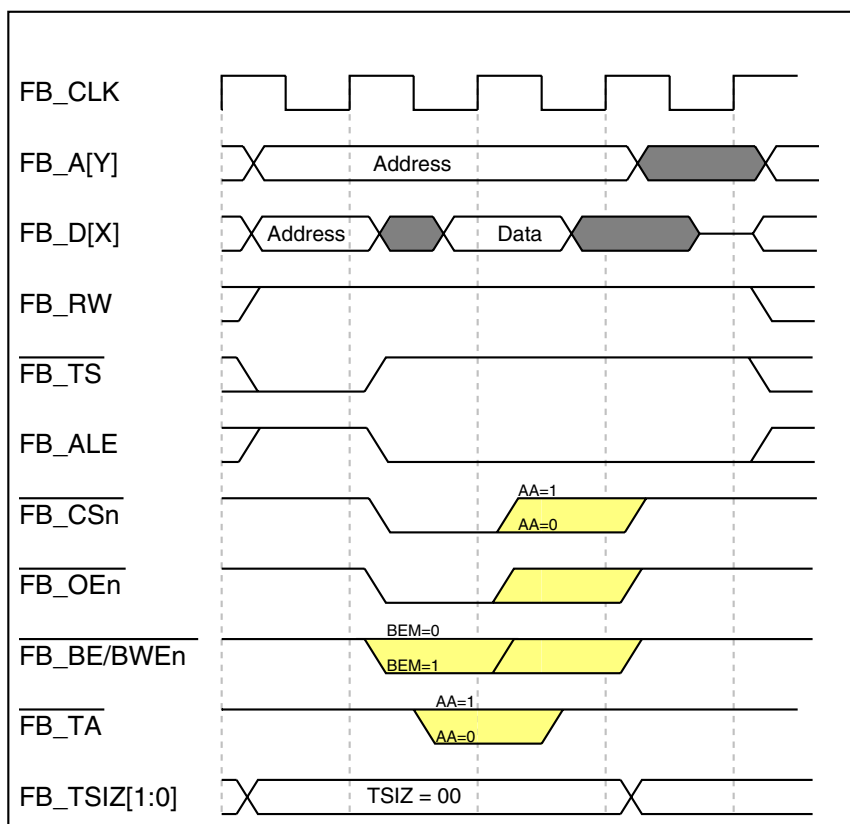 FB_CLK
FB_A[Y]
Address
FB_D[X]
Address
Data
FB_RW
FB_TS
FB_ALE
FB_CSn
AA=1
AA=0
FB_OEn
FB_BE/BWEn
BEM=0
BEM=1
FB_TA
AA=1
AA=0
FB_TSIZ[1:0]
TSIZ = 00